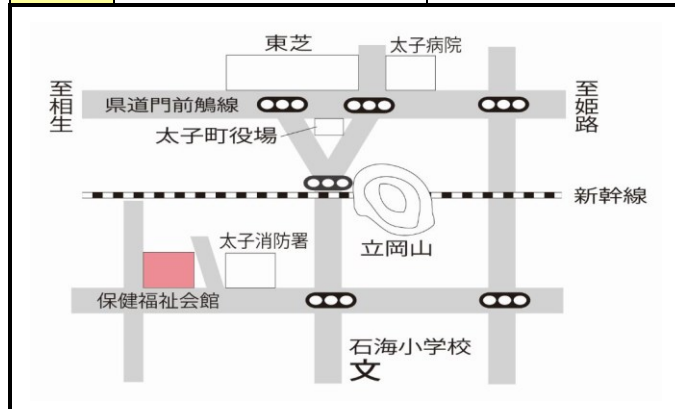 東芝
太子病院
至相生
県道門前鵤線
至姫路
太子町役場
新幹線
立岡山
太子消防署
保健福祉会館
石海小学校
文